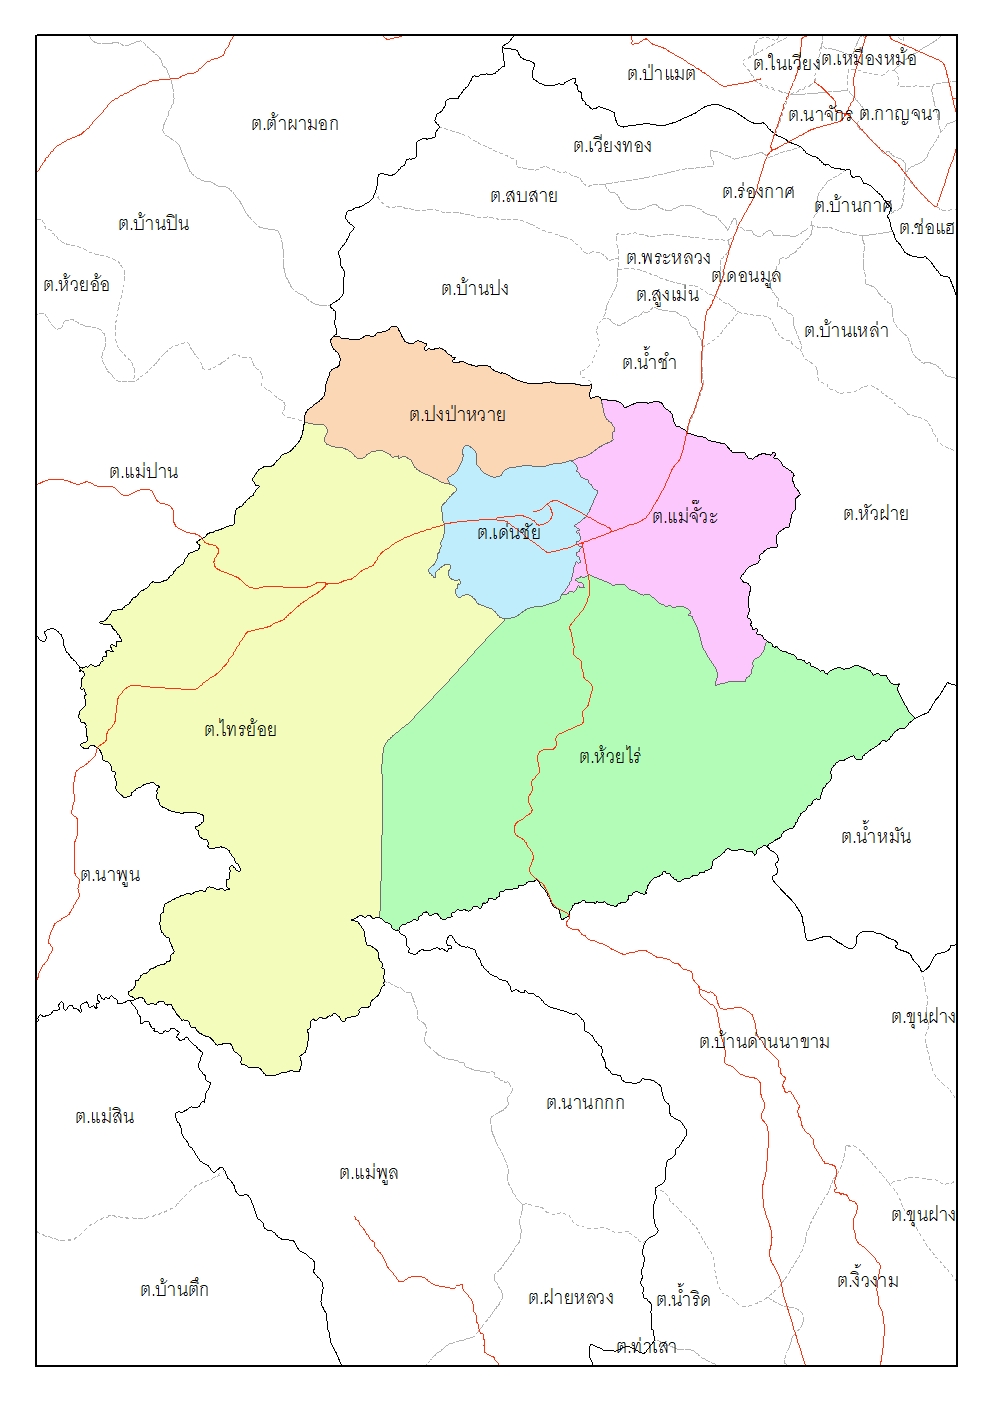 ต.ในเวียง
ต.เหมืองหม้อ
ต.ป่าแมต
ต.นาจักร
ต.กาญจนา
ต.ต้าผามอก
ต.เวียงทอง
ต.สบสาย
ต.ร่องกาศ
ต.บ้านกาศ
ต.บ้านปิน
ต.ช่อแฮ
ต.พระหลวง
ต.ดอนมูล
ต.ห้วยอ้อ
ต.บ้านปง
ต.สูงเม่น
ต.บ้านเหล่า
ต.น้ำชำ
ต.ปงป่าหวาย
ต.แม่ปาน
ต.แม่จั๊วะ
ต.หัวฝาย
ต.เด่นชัย
ต.ไทรย้อย
ต.ห้วยไร่
ต.น้ำหมัน
ต.นาพูน
ต.ขุนฝาง
ต.บ้านด่านนาขาม
ต.นานกกก
ต.แม่สิน
ต.แม่พูล
ต.ขุนฝาง
ต.งิ้วงาม
ต.บ้านตึก
ต.ฝายหลวง
ต.น้ำริด
ต.ท่าเสา